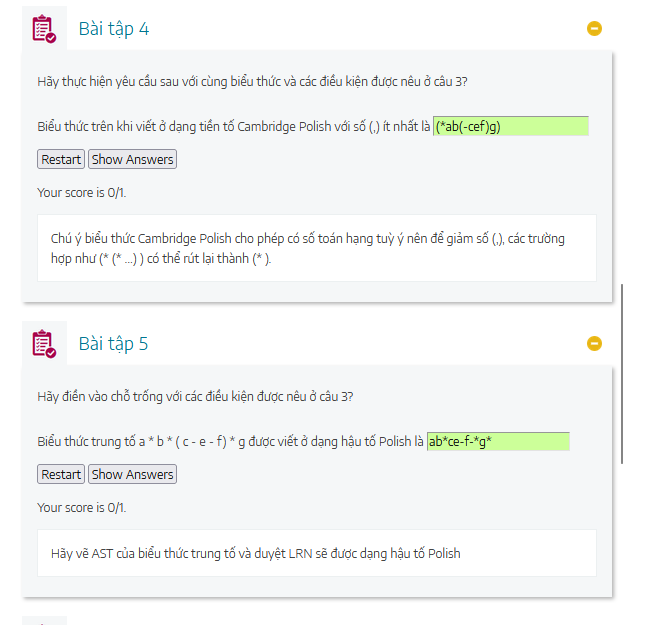 Bài tập 4
Hãy thực hiện yêu cầu sau với cùng biểu thức và các điều kiện được nêu ở câu 3?
Biểu thức trên khi viết ở dạng tiền tố Cambridge Polish với số (,) ít nhất là (*ab(-cef)g)
Restart Show Answers
Your score is 0/1.
Chú ý biểu thức Cambridge Polish cho phép có số toán hạng tuỳ ý nên để giảm số (,), các trường
hợp như (* (* ...) ) có thể rút lại thành (* ).
Bài tập 5
Hãy điền vào chỗ trống với các điều kiện được nêu ở câu 3?
Biểu thức trung tố a * b * ( c - e - f) * g được viết ở dạng hậu tố Polish là ab*ce-f-*g*
Restart Show Answers
Your score is 0/1.
Hãy vẽ AST của biểu thức trung tố và duyệt LRN sẽ được dạng hậu tố Polish